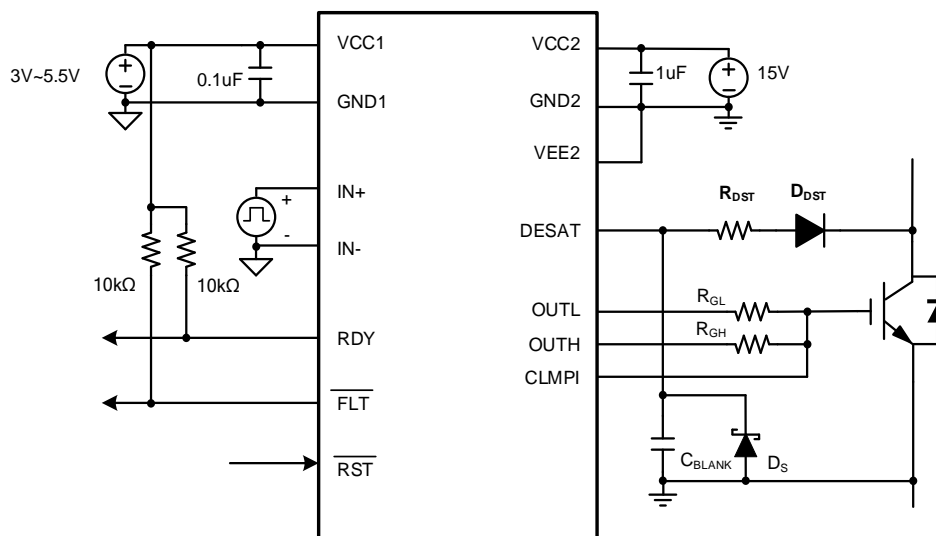 VCC1
VCC2
3V~5.5V
+
−
0.1uF
1uF
+
−
15V
GND1
GND2
VEE2
IN+
+
-
IN-
R_DST
D_DST
DESAT
10kΩ
10kΩ
OUTL
R_GL
RDY
OUTH
R_GH
CLMPI
FLT
RST
C_BLANK
D_S